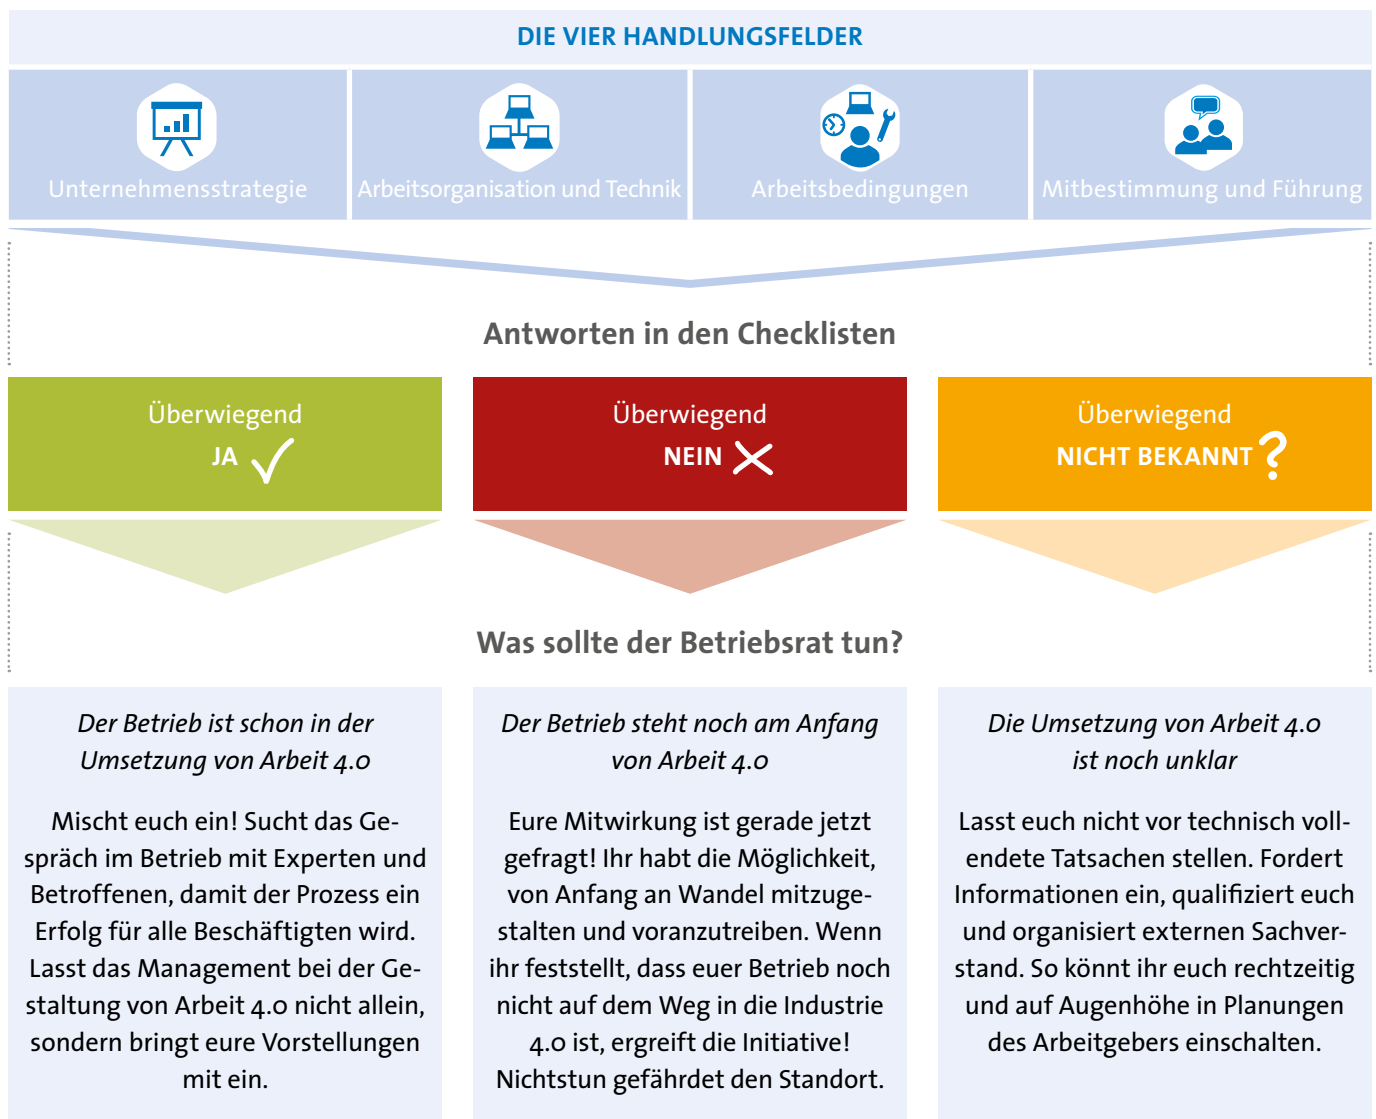 DIE VIER HANDLUNGSFELDER
Unternehmensstrategie
Arbeitsorganisation und Technik
Arbeitsbedingungen
Mitbestimmung und Führung
Antworten in den Checklisten
Überwiegend
JA
Überwiegend
NEIN
Überwiegend
NICHT BEKANNT ?
Was sollte der Betriebsrat tun?
Der Betrieb ist schon in der
Umsetzung von Arbeit 4.0
Mischt euch ein! Sucht das Ge-
spräch im Betrieb mit Experten und
Betroffenen, damit der Prozess ein
Erfolg für alle Beschäftigten wird.
Lasst das Management bei der Ge-
staltung von Arbeit 4.0 nicht allein,
sondern bringt eure Vorstellungen
mit ein.
Der Betrieb steht noch am Anfang
von Arbeit 4.0
Eure Mitwirkung ist gerade jetzt
gefragt! Ihr habt die Möglichkeit,
von Anfang an Wandel mitzuge-
stalten und voranzutreiben. Wenn
ihr feststellt, dass euer Betrieb noch
nicht auf dem Weg in die Industrie
4.0 ist, ergreift die Initiative!
Nichtstun gefährdet den Standort.
Die Umsetzung von Arbeit 4.0
ist noch unklar
Lasst euch nicht vor technisch voll-
endete Tatsachen stellen. Fordert
Informationen ein, qualifiziert euch
und organisiert externen Sachver-
stand. So könnt ihr euch rechtzeitig
und auf Augenhöhe in Planungen
des Arbeitgebers einschalten.